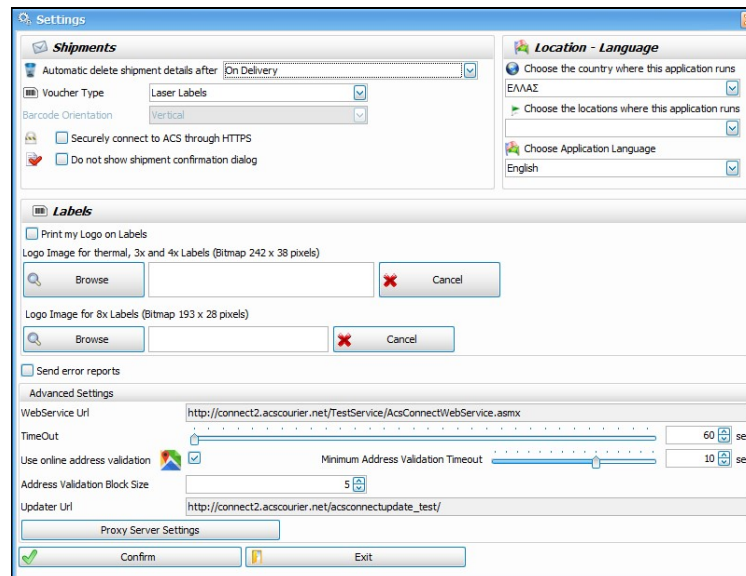 Settings
Shipments
Automatic delete shipment details after On Delivery
Voucher Type Laser Labels
Barcode Orientation Vertical
Securely connect to ACS through HTTPS
Do not show shipment confirmation dialog
Location - Language
Choose the country where this application runs
ΕΛΛΑΣ
Choose the locations where this application runs
Choose Application Language
English
Labels
Print my Logo on Labels
Logo Image for thermal, 3x and 4x Labels (Bitmap 242 x 38 pixels)
Browse Cancel
Logo Image for 8x Labels (Bitmap 193 x 28 pixels)
Browse Cancel
Send error reports
Advanced Settings
WebService Url http://connect2.acscourier.net/TestService/AcsConnectWebService.asmx
TimeOut 60 se
Use online address validation Minimum Address Validation Timeout 10 se
Address Validation Block Size 5
Updater Url http://connect2.acscourier.net/acsconnectupdate_test/
Proxy Server Settings
Confirm Exit